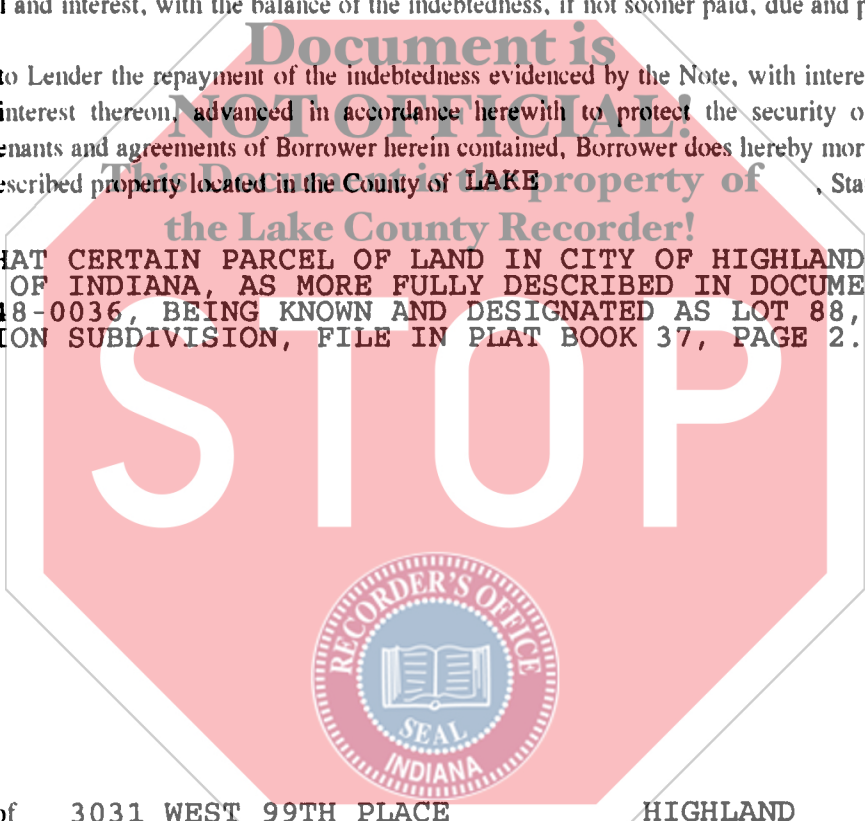 and interest, with the balance of the indebtedness, if not sooner paid, due and p
Document is
to Lender the repayment of the indebtedness evidenced by the Note, with intere
NOT OFFICIAL!
interest thereon, advanced in accordance herewith to protect the security o
enants and agreements of Borrower herein contained, Borrower does hereby mor
This Document is the property of
escribed property located in the County of LAKE , Sta
the Lake County Recorder!
HAT CERTAIN PARCEL OF LAND IN CITY OF HIGHLAND
OF INDIANA, AS MORE FULLY DESCRIBED IN DOCUME
18-0036, BEING KNOWN AND DESIGNATED AS LOT 88,
ION SUBDIVISION, FILE IN PLAT BOOK 37, PAGE 2.
STOP
RECORDER'S OFFICE
SEAL
INDIANA
of 3031 WEST 99TH PLACE HIGHLAND